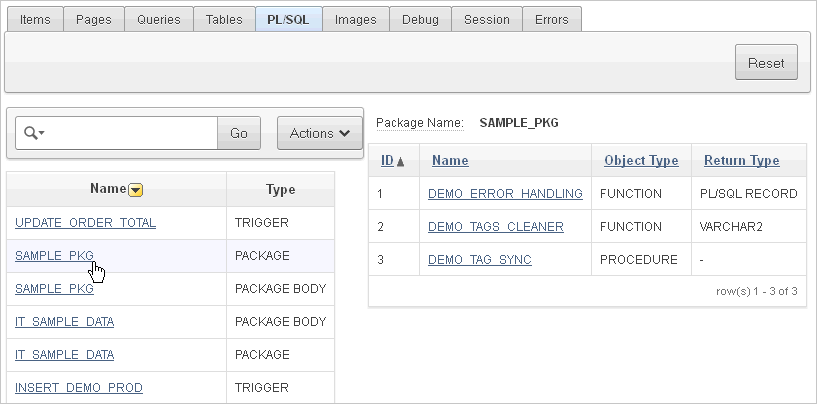 Items Pages Queries Tables PL/SQL Images Debug Session Errors
Reset
Go Actions
Package Name: SAMPLE_PKG
Name Type
UPDATE_ORDER_TOTAL TRIGGER
SAMPLE_PKG PACKAGE
SAMPLE_PKG PACKAGE BODY
IT_SAMPLE_DATA PACKAGE BODY
IT_SAMPLE_DATA PACKAGE
INSERT_DEMO_PROD TRIGGER
ID Name Object Type Return Type
1 DEMO_ERROR_HANDLING FUNCTION PL/SQL RECORD
2 DEMO_TAGS_CLEANER FUNCTION VARCHAR2
3 DEMO_TAG_SYNC PROCEDURE -
row(s) 1 - 3 of 3